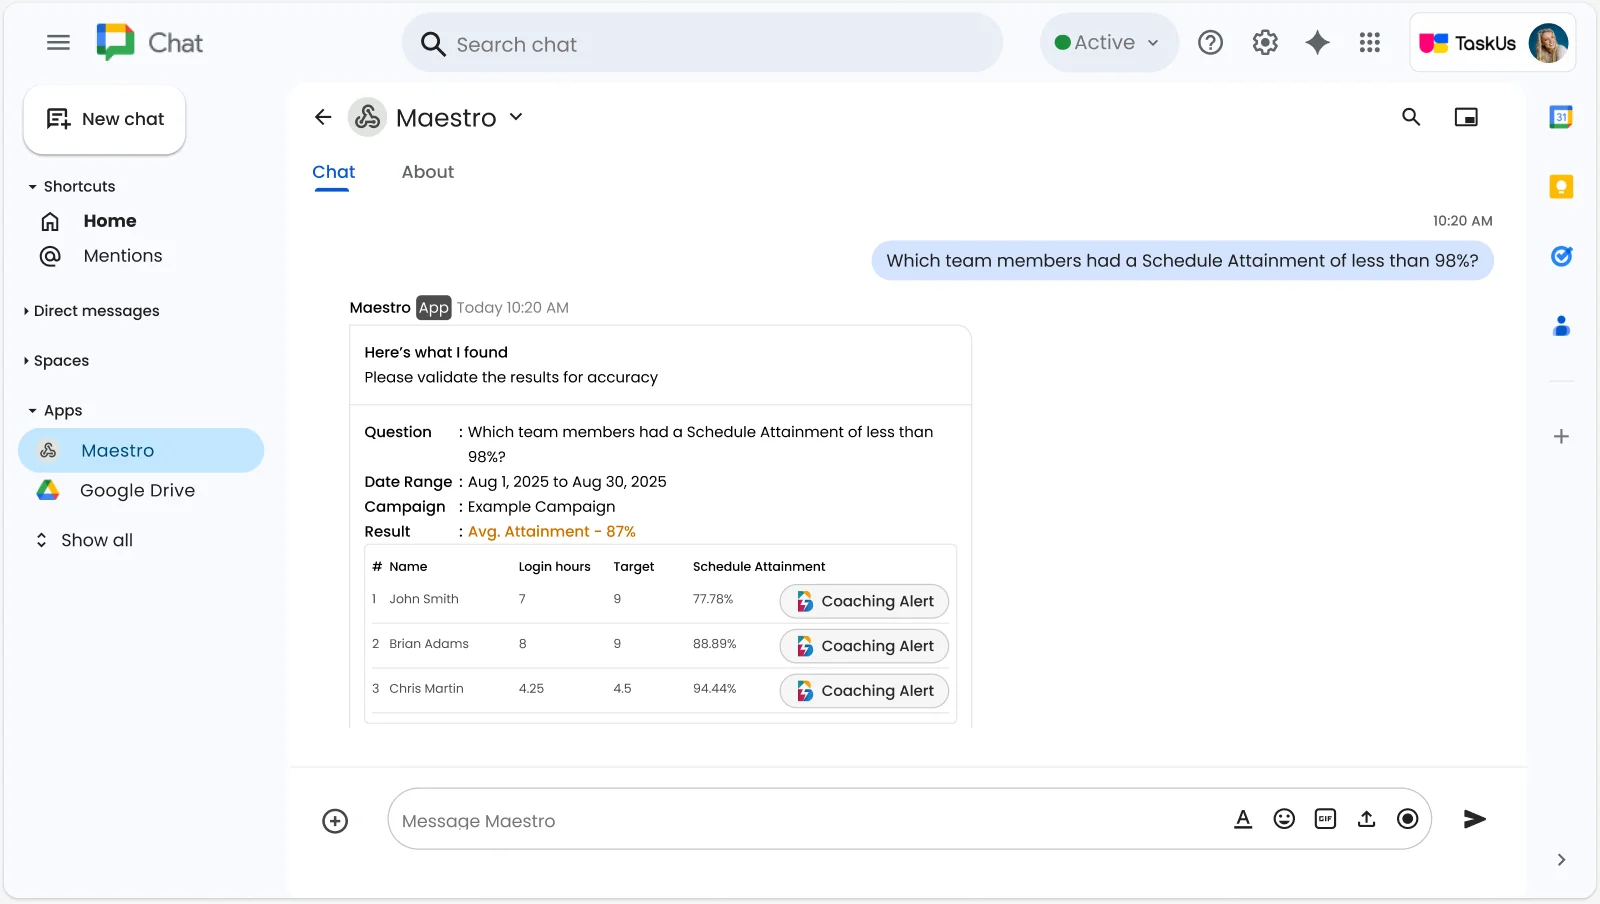 Chat
Search chat
Active
TaskUs
New chat
Shortcuts
Home
Mentions
Direct messages
Spaces
Apps
Maestro
Google Drive
Show all
Maestro
Chat
About
10:20 AM
Which team members had a Schedule Attainment of less than 98%?
Maestro App Today 10:20 AM
Here's what I found
Please validate the results for accuracy
Question : Which team members had a Schedule Attainment of less than
98%?
Date Range : Aug 1, 2025 to Aug 30, 2025
Campaign : Example Campaign
Result : Avg. Attainment - 87%
# Name Login hours Target Schedule Attainment
1 John Smith 7 9 77.78% Coaching Alert
2 Brian Adams 8 9 88.89% Coaching Alert
3 Chris Martin 4.25 4.5 94.44% Coaching Alert
Message Maestro
GIF
31